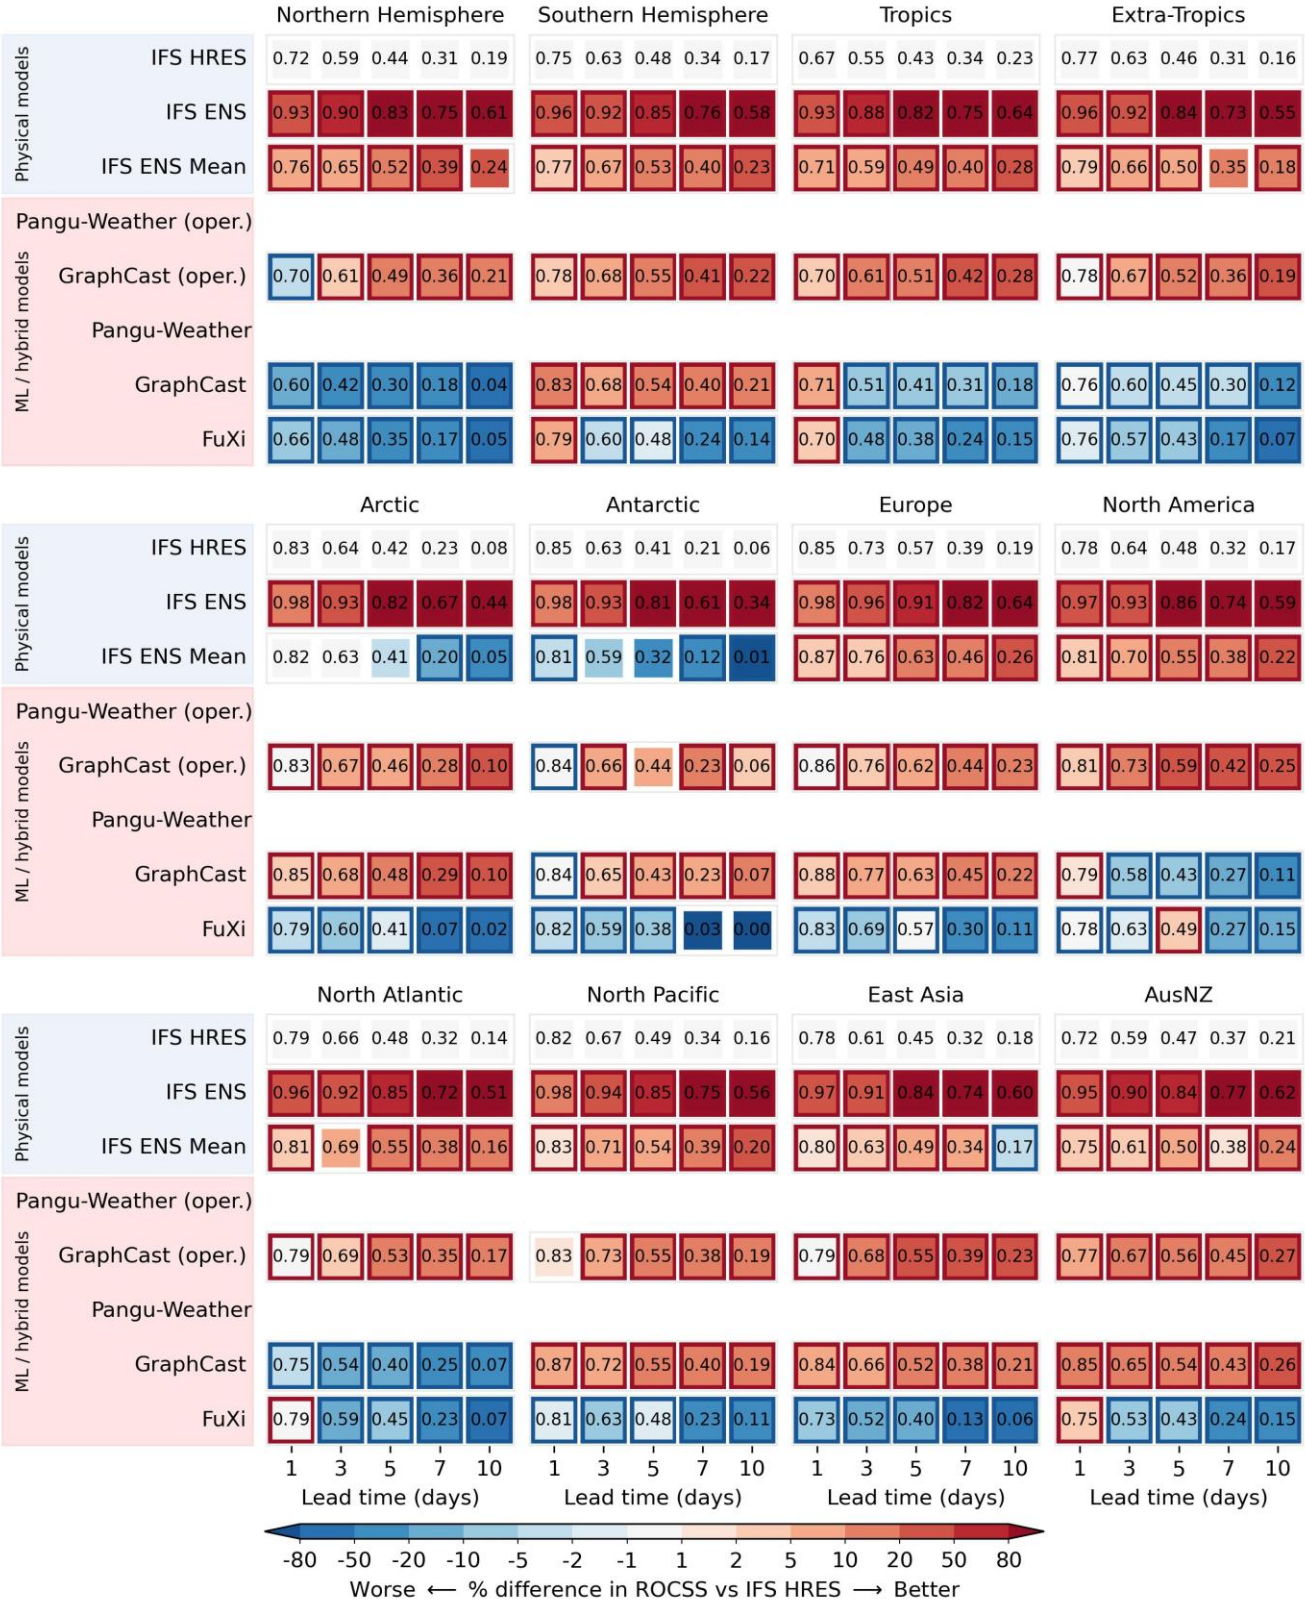 Northern Hemisphere Southern Hemisphere Tropics Extra-Tropics
Physical models
IFS HRES 0.72 0.59 0.44 0.31 0.19 0.75 0.63 0.48 0.34 0.17 0.67 0.55 0.43 0.34 0.23 0.77 0.63 0.46 0.31 0.16
IFS ENS 0.93 0.90 0.83 0.75 0.61 0.96 0.92 0.85 0.76 0.58 0.93 0.88 0.82 0.75 0.64 0.96 0.92 0.84 0.73 0.55
IFS ENS Mean 0.76 0.65 0.52 0.39 0.24 0.77 0.67 0.53 0.40 0.23 0.71 0.59 0.49 0.40 0.28 0.79 0.66 0.50 0.35 0.18
ML / hybrid models
Pangu-Weather (oper.)
GraphCast (oper.) 0.70 0.61 0.49 0.36 0.21 0.78 0.68 0.55 0.41 0.22 0.70 0.61 0.51 0.42 0.28 0.78 0.67 0.52 0.36 0.19
Pangu-Weather
GraphCast 0.60 0.42 0.30 0.18 0.04 0.83 0.68 0.54 0.40 0.21 0.71 0.51 0.41 0.31 0.18 0.76 0.60 0.45 0.30 0.12
FuXi 0.66 0.48 0.35 0.17 0.05 0.79 0.60 0.48 0.24 0.14 0.70 0.48 0.38 0.24 0.15 0.76 0.57 0.43 0.17 0.07
Arctic Antarctic Europe North America
Physical models
IFS HRES 0.83 0.64 0.42 0.23 0.08 0.85 0.63 0.41 0.21 0.06 0.85 0.73 0.57 0.39 0.19 0.78 0.64 0.48 0.32 0.17
IFS ENS 0.98 0.93 0.82 0.67 0.44 0.98 0.93 0.81 0.61 0.34 0.98 0.96 0.91 0.82 0.64 0.97 0.93 0.86 0.74 0.59
IFS ENS Mean 0.82 0.63 0.41 0.20 0.05 0.81 0.59 0.32 0.12 0.01 0.87 0.76 0.63 0.46 0.26 0.81 0.70 0.55 0.38 0.22
ML / hybrid models
Pangu-Weather (oper.)
GraphCast (oper.) 0.83 0.67 0.46 0.28 0.10 0.84 0.66 0.44 0.23 0.06 0.86 0.76 0.62 0.44 0.23 0.81 0.73 0.59 0.42 0.25
Pangu-Weather
GraphCast 0.85 0.68 0.48 0.29 0.10 0.84 0.65 0.43 0.23 0.07 0.88 0.77 0.63 0.45 0.22 0.79 0.58 0.43 0.27 0.11
FuXi 0.79 0.60 0.41 0.07 0.02 0.82 0.59 0.38 0.03 0.00 0.83 0.69 0.57 0.30 0.11 0.78 0.63 0.49 0.27 0.15
North Atlantic North Pacific East Asia AusNZ
Physical models
IFS HRES 0.79 0.66 0.48 0.32 0.14 0.82 0.67 0.49 0.34 0.16 0.78 0.61 0.45 0.32 0.18 0.72 0.59 0.47 0.37 0.21
IFS ENS 0.96 0.92 0.85 0.72 0.51 0.98 0.94 0.85 0.75 0.56 0.97 0.91 0.84 0.74 0.60 0.95 0.90 0.84 0.77 0.62
IFS ENS Mean 0.81 0.69 0.55 0.38 0.16 0.83 0.71 0.54 0.39 0.20 0.80 0.63 0.49 0.34 0.17 0.75 0.61 0.50 0.38 0.24
ML / hybrid models
Pangu-Weather (oper.)
GraphCast (oper.) 0.79 0.69 0.53 0.35 0.17 0.83 0.73 0.55 0.38 0.19 0.79 0.68 0.55 0.39 0.23 0.77 0.67 0.56 0.45 0.27
Pangu-Weather
GraphCast 0.75 0.54 0.40 0.25 0.07 0.87 0.72 0.55 0.40 0.19 0.84 0.66 0.52 0.38 0.21 0.85 0.65 0.54 0.43 0.26
FuXi 0.79 0.59 0.45 0.23 0.07 0.81 0.63 0.48 0.23 0.11 0.73 0.52 0.40 0.13 0.06 0.75 0.53 0.43 0.24 0.15
1 3 5 7 10 1 3 5 7 10 1 3 5 7 10 1 3 5 7 10
Lead time (days) Lead time (days) Lead time (days) Lead time (days)
-80 -50 -20 -10 -5 -2 -1 1 2 5 10 20 50 80
Worse ⟵ % difference in ROCSS vs IFS HRES ⟶ Better